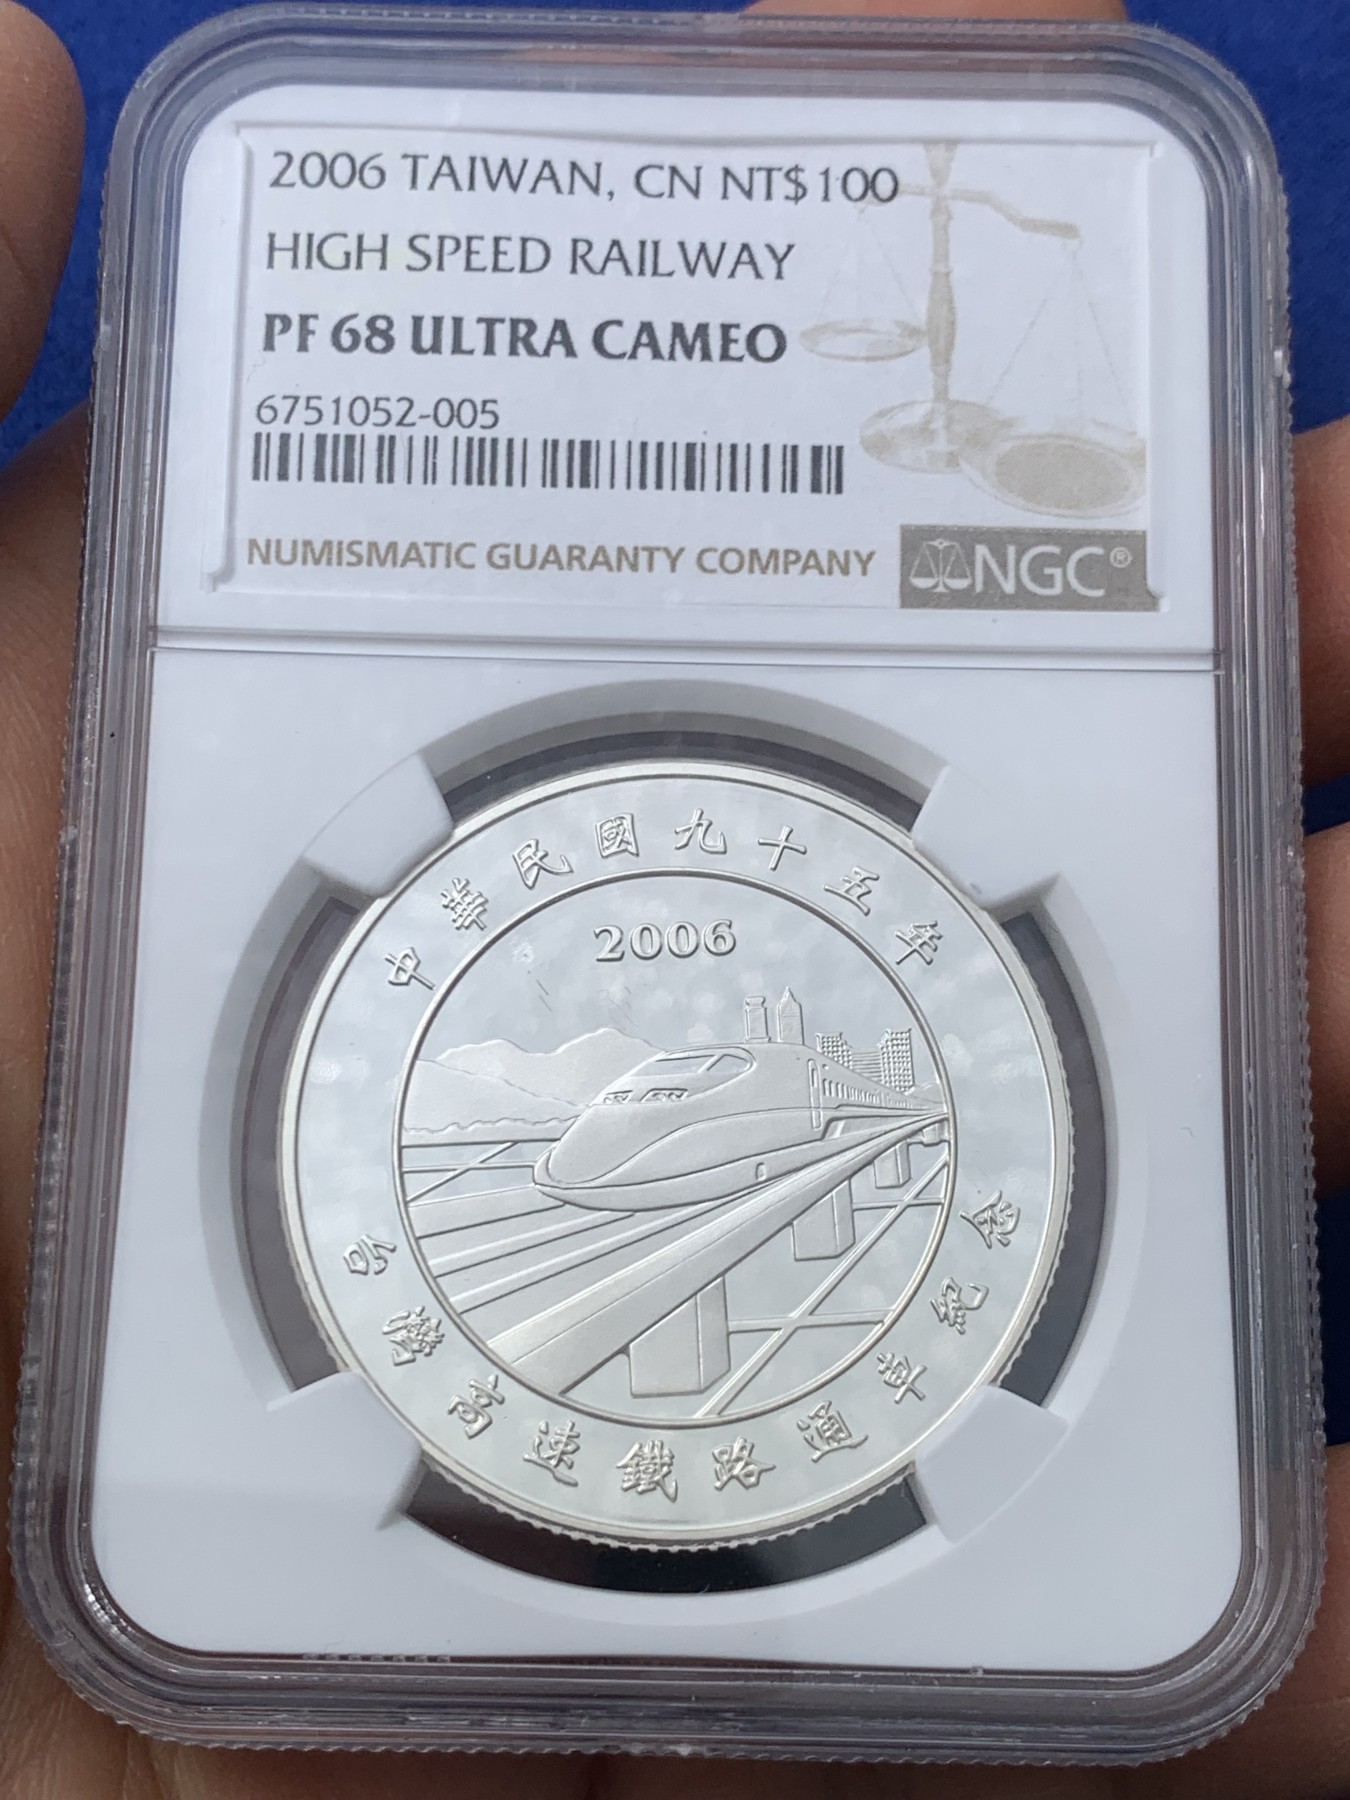 2006 TAIWAN, CN NT$100
HIGH SPEED RAILWAY
PF 68 ULTRA CAMEO
6751052-005
NUMISMATIC GUARANTY COMPANY
NGC®
中華民國九十五年
2006
台灣高速鐵路通車紀念